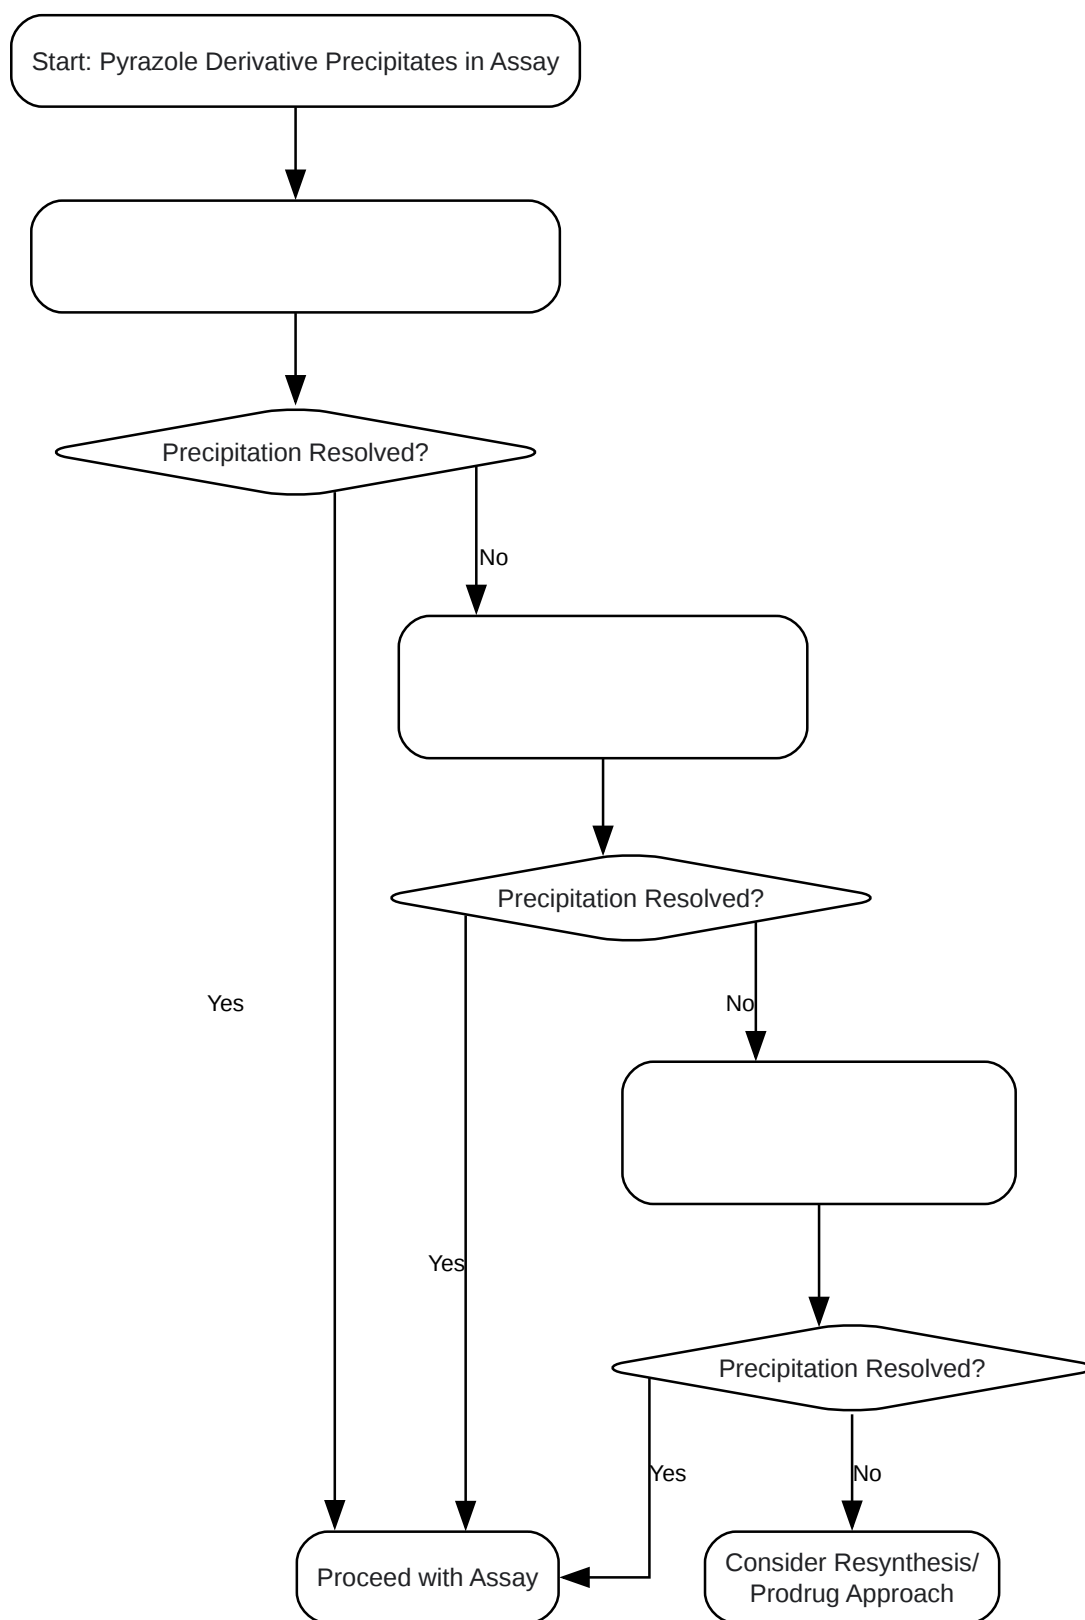 Start: Pyrazole Derivative Precipitates in Assay
Precipitation Resolved?
No
Precipitation Resolved?
Yes
No
Yes
Precipitation Resolved?
Yes
No
Proceed with Assay
Consider Resynthesis/
Prodrug Approach